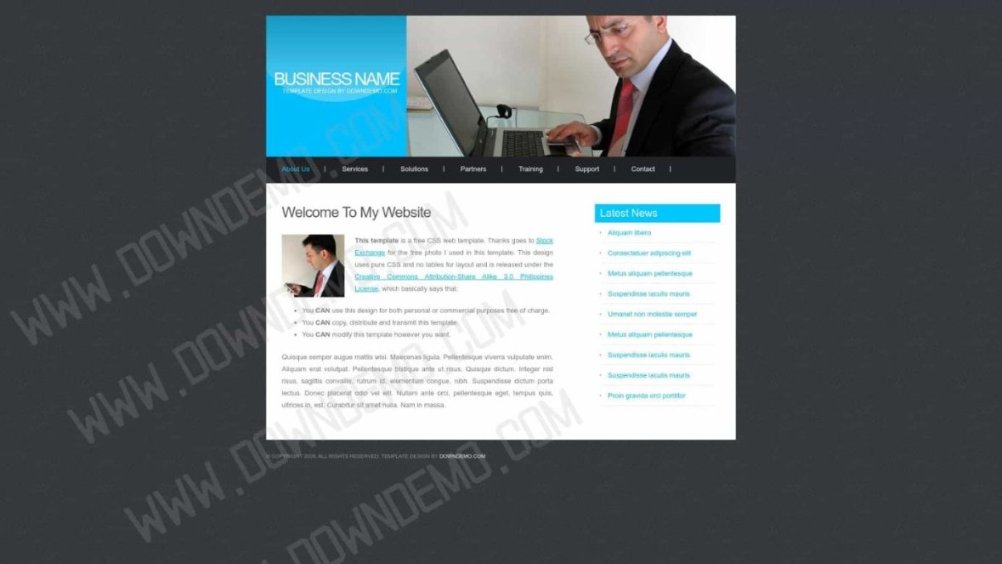 BUSINESS NAME
TEMPLATE DESIGN BY DOWNDEMO.COM
About Us | Services | Solutions | Partners | Training | Support | Contact |
Welcome To My Website
This template is a free CSS web template. Thanks goes to Stock
Exchange for the free photo I used in this template. This design
uses pure CSS and no tables for layout and is released under the
Creative Commons Attribution-Share Alike 3.0 Philippines
License, which basically says that:
• You CAN use this design for both personal or commercial purposes free of charge.
• You CAN copy, distribute and transmit this template.
• You CAN modify this template however you want.
Quisque semper augue mattis wisi. Maecenas ligula. Pellentesque viverra vulputate enim.
Aliquam erat volutpat. Pellentesque tristique ante ut risus. Quisque dictum. Integer nisl
risus, sagittis convallis, rutrum id, elementum congue, nibh. Suspendisse dictum porta
lectus. Donec placerat odio vel elit. Nullam ante orci, pellentesque eget, tempus quis,
ultrices in, est. Curabitur sit amet nulla. Nam in massa.
Latest News
Aliquam libero
Consectetuer adipiscing elit
Metus aliquam pellentesque
Suspendisse iaculis mauris
Urnanet non molestie semper
Metus aliquam pellentesque
Suspendisse iaculis mauris
Suspendisse iaculis mauris
Proin gravida orci porttitor
© COPYRIGHT 2009. ALL RIGHTS RESERVED. TEMPLATE DESIGN BY DOWNDEMO.COM
WWW.DOWNDEMO.COM
WWW.DOWNDEMO.COM
WWW.DOWNDEMO.COM
WWW.DOWNDEMO.COM
DOWNDEMO.COM